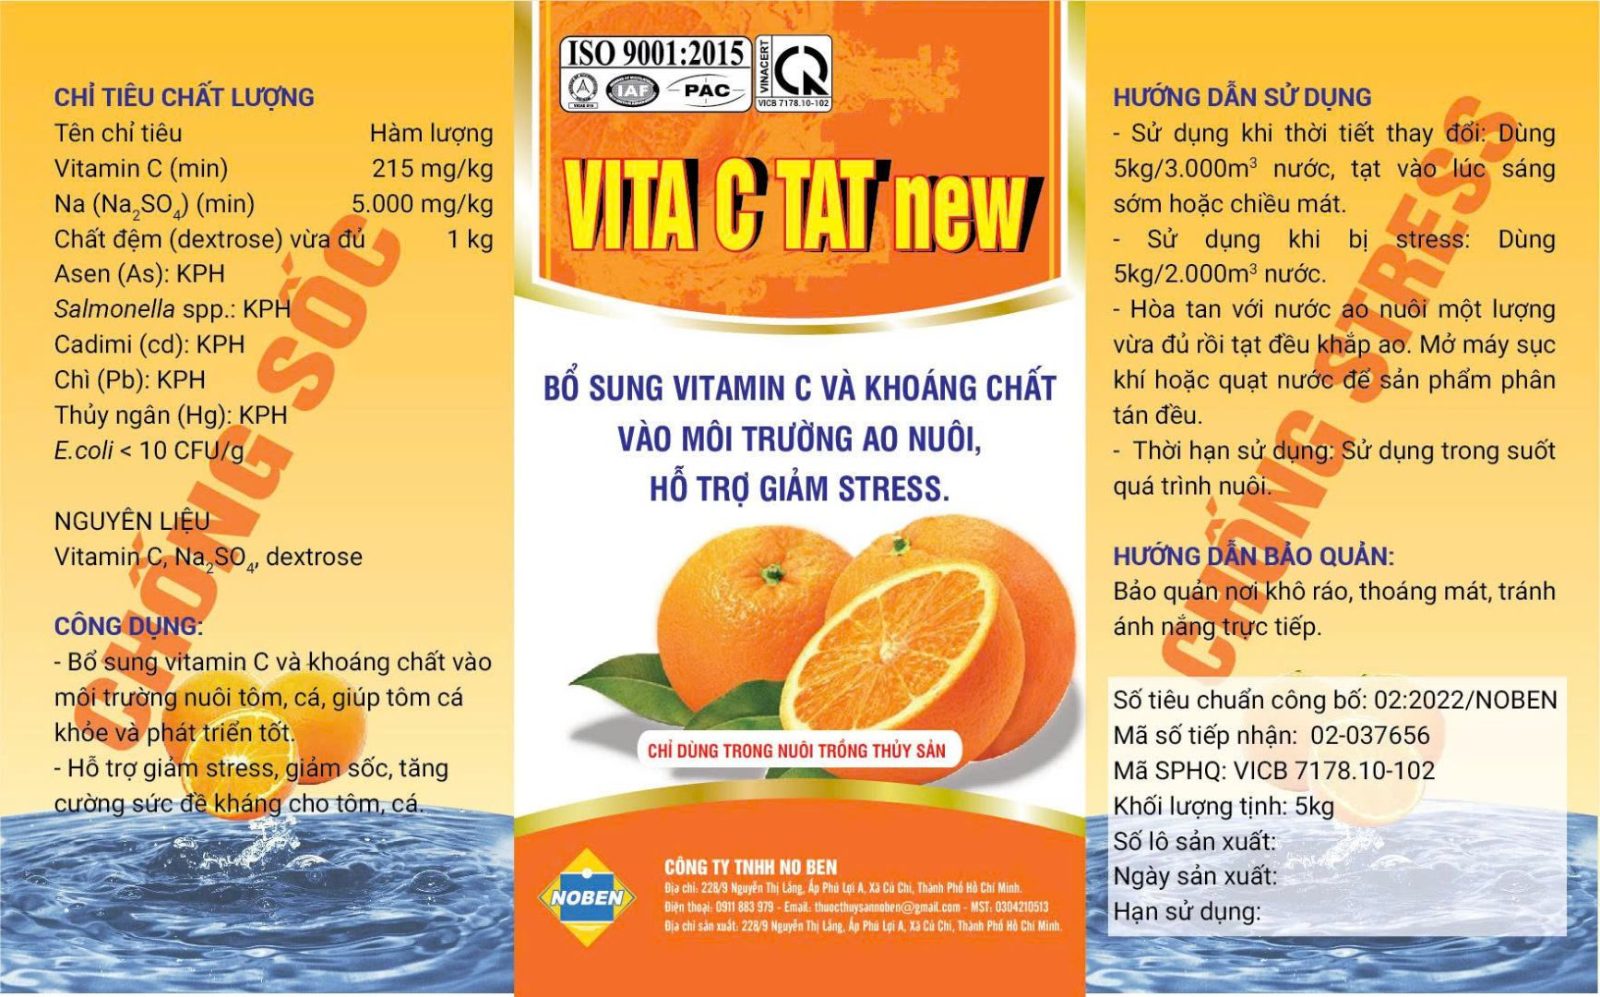 CHỈ TIÊU CHẤT LƯỢNG
Tên chỉ tiêu Hàm lượng
Vitamin C (min) 215 mg/kg
Na (Na₂SO₄) (min) 5.000 mg/kg
Chất đệm (dextrose) vừa đủ 1 kg
Asen (As): KPH
Salmonella spp.: KPH
Cadimi (cd): KPH
Chì (Pb): KPH
Thủy ngân (Hg): KPH
E.coli < 10 CFU/g
NGUYÊN LIỆU
Vitamin C, Na₂SO₄, dextrose
CÔNG DỤNG:
- Bổ sung vitamin C và khoáng chất vào
môi trường nuôi tôm, cá, giúp tôm cá
khỏe và phát triển tốt.
- Hỗ trợ giảm stress, giảm sốc, tăng
cường sức đề kháng cho tôm, cá.
CHỐNG SỐC
ISO 9001:2015
IAF
PAC
VINACERT
VICB 7178.10-102
VITA C TAT new
BỔ SUNG VITAMIN C VÀ KHOÁNG CHẤT
VÀO MÔI TRƯỜNG AO NUÔI,
HỖ TRỢ GIẢM STRESS.
CHỈ DÙNG TRONG NUÔI TRỒNG THỦY SẢN
NOBEN
CÔNG TY TNHH NO BEN
Địa chỉ: 228/9 Nguyễn Thị Lắng, Ấp Phú Lợi A, Xã Củ Chi, Thành Phố Hồ Chí Minh.
Điện thoại: 0911 883 979 - Email: thuocthuysannoben@gmail.com - MST: 0304210513
Địa chỉ sản xuất: 228/9 Nguyễn Thị Lắng, Ấp Phú Lợi A, Xã Củ Chi, Thành Phố Hồ Chí Minh.
HƯỚNG DẪN SỬ DỤNG
- Sử dụng khi thời tiết thay đổi: Dùng
5kg/3.000m³ nước, tạt vào lúc sáng
sớm hoặc chiều mát.
- Sử dụng khi bị stress: Dùng
5kg/2.000m³ nước.
- Hòa tan với nước ao nuôi một lượng
vừa đủ rồi tạt đều khắp ao. Mở máy sục
khí hoặc quạt nước để sản phẩm phân
tán đều.
- Thời hạn sử dụng: Sử dụng trong suốt
quá trình nuôi.
HƯỚNG DẪN BẢO QUẢN:
Bảo quản nơi khô ráo, thoáng mát, tránh
ánh nắng trực tiếp.
CHỐNG STRESS
Số tiêu chuẩn công bố: 02:2022/NOBEN
Mã số tiếp nhận: 02-037656
Mã SPHQ: VICB 7178.10-102
Khối lượng tịnh: 5kg
Số lô sản xuất:
Ngày sản xuất:
Hạn sử dụng: